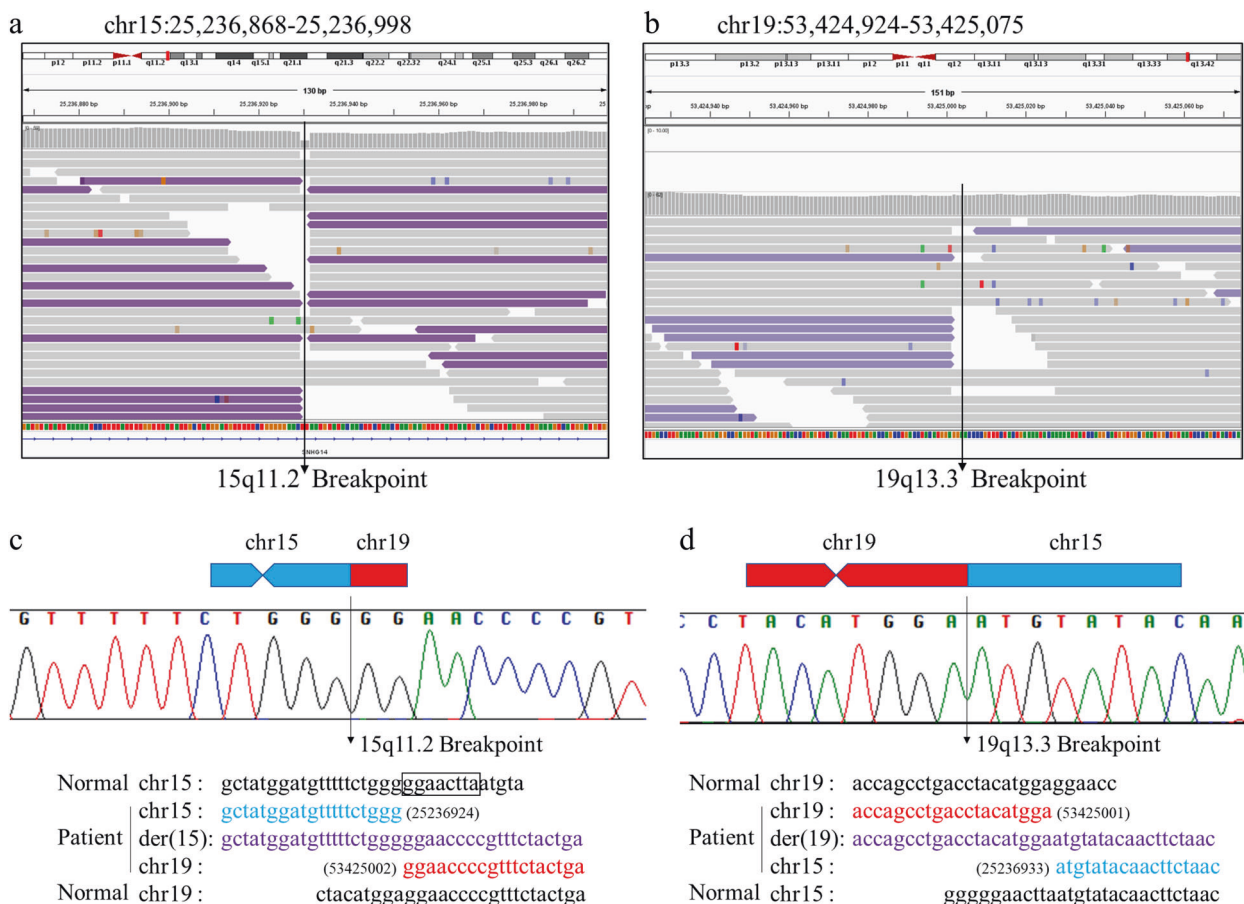 a
chr15:25,236,868-25,236,998
p12 p11.2 p11.1 q11.2 q13.1 q14 q15.1 q21.1 q21.3 q22.2 q22.32 q24.1 q25.1 q25.3 q26.1 q26.2
130 bp
25,236,880 bp 25,236,900 bp 25,236,920 bp 25,236,940 bp 25,236,960 bp 25,236,980 bp 25
15q11.2 Breakpoint
b
chr19:53,424,924-53,425,075
p13.3 p13.2 p13.13 p13.11 p12 p11 q11 q12 q13.11 q13.13 q13.31 q13.33 q13.42
151 bp
bp 53,424,940 bp 53,424,960 bp 53,424,980 bp 53,425,000 bp 53,425,020 bp 53,425,040 bp 53,425,060 bp
[0 - 10.00]
19q13.3 Breakpoint
c
chr15 chr19
G T T T T T C T G G G G G A A C C C C G T
15q11.2 Breakpoint
Normal chr15 : gctatggatgtttttctgggggaacttaatgta
chr15 : gctatggatgtttttctggg (25236924)
Patient der(15): gctatggatgtttttctgggggaaccccgtttctactga
chr19 : (53425002) ggaaccccgtttctactga
Normal chr19 : ctacatggaggaaccccgtttctactga
d
chr19 chr15
C C T A C A T G G A A T G T A T A C A A
19q13.3 Breakpoint
Normal chr19 : accagcctgacctacatggaggaacc
chr19 : accagcctgacctacatgga (53425001)
Patient der(19): accagcctgacctacatggaatgtatacaacttctaac
chr15 : (25236933) atgtatacaacttctaac
Normal chr15 : gggggaacttaatgtatacaacttctaac